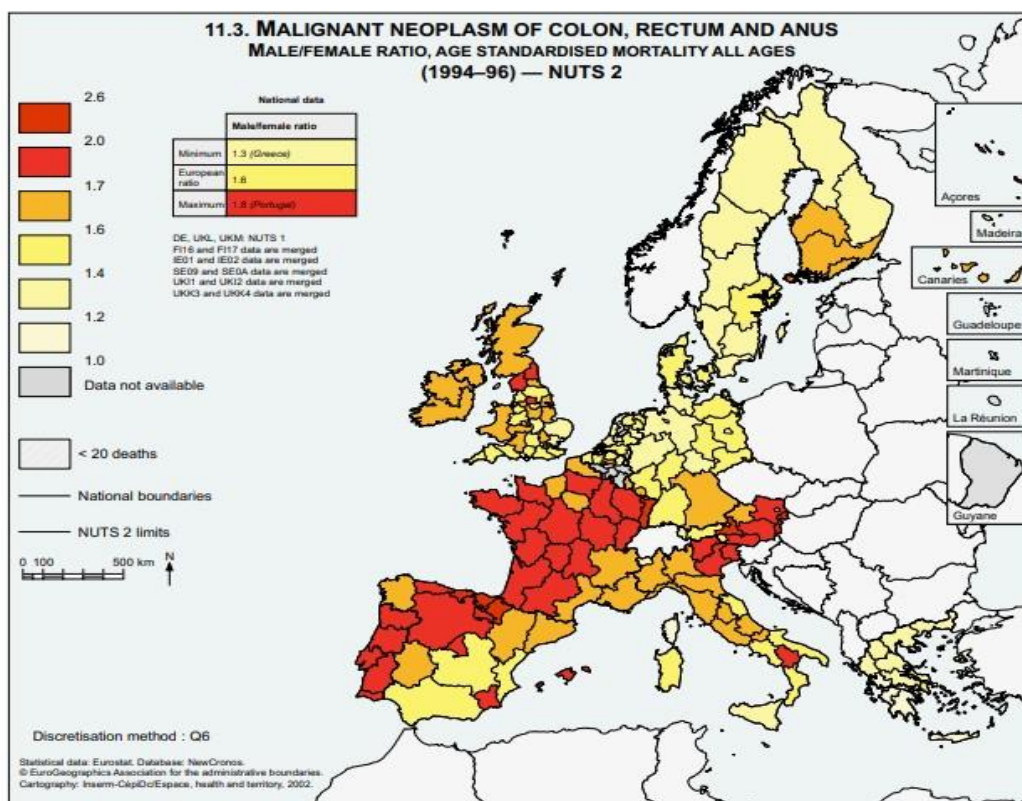 11.3. MALIGNANT NEOPLASM OF COLON, RECTUM AND ANUS
MALE/FEMALE RATIO, AGE STANDARDISED MORTALITY ALL AGES
(1994–96) — NUTS 2
2.6
2.0
1.7
1.6
1.4
1.2
1.0
Data not available
< 20 deaths
National boundaries
NUTS 2 limits
0 100 500 km N
National data
Male/female ratio
Minimum 1.3 (Greece)
European ratio 1.6
Maximum 1.8 (Portugal)
DE, UKL, UKM: NUTS 1
FI16 and FI17 data are merged
IE01 and IE02 data are merged
SE09 and SE0A data are merged
UKI1 and UKI2 data are merged
UKK3 and UKK4 data are merged
Açores
Madeira
Canaries
Guadeloupe
Martinique
La Réunion
Guyane
Discretisation method : Q6
Statistical data: Eurostat. Database: NewCronos.
© EuroGeographics Association for the administrative boundaries.
Cartography: Inserm-CépiDc/Espace, health and territory, 2002.